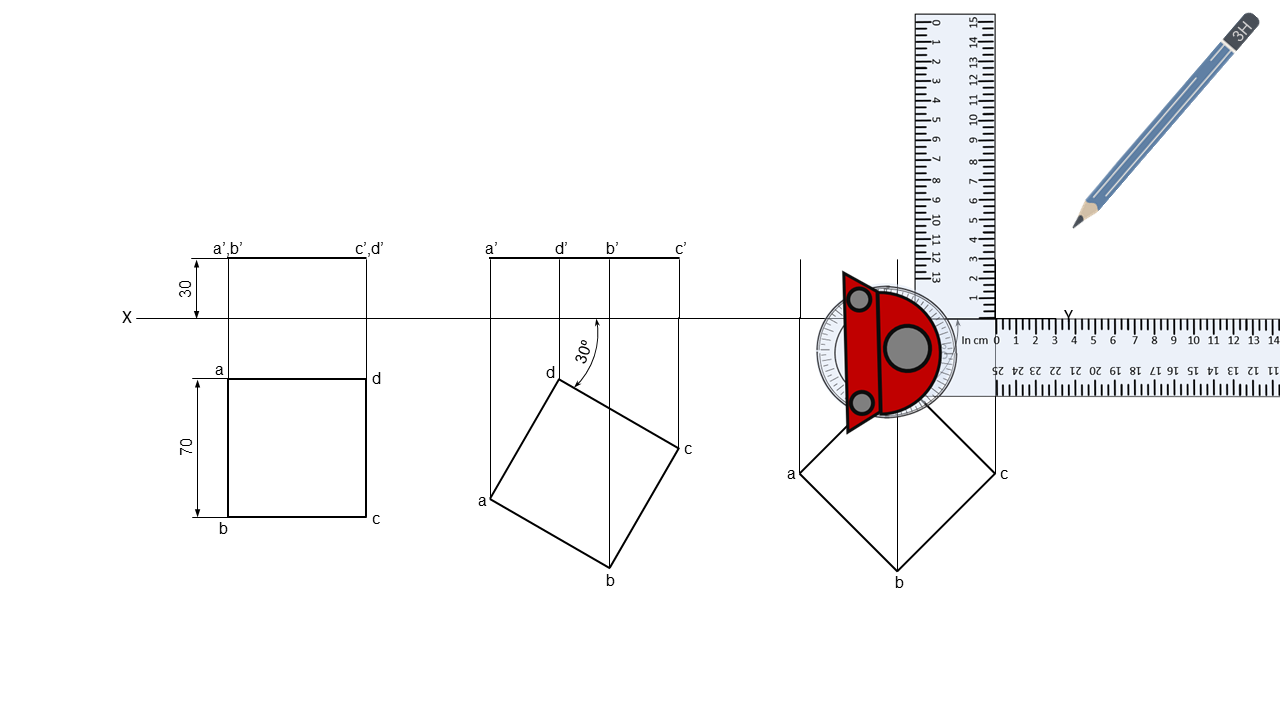 3H
0 1 2 3 4 5 6 7 8 9 10 11 12 13
15 14 13 12 11 10 9 8 7 6 5 4 3 2 1
a',b' c',d'
a' d' b' c'
30
X
Y
In cm 0 1 2 3 4 5 6 7 8 9 10 11 12 13 14
25 24 23 22 21 20 19 18 17 16 15 14 13 12 11
30º
a d
d
70
c
a
a c
b c
b
b